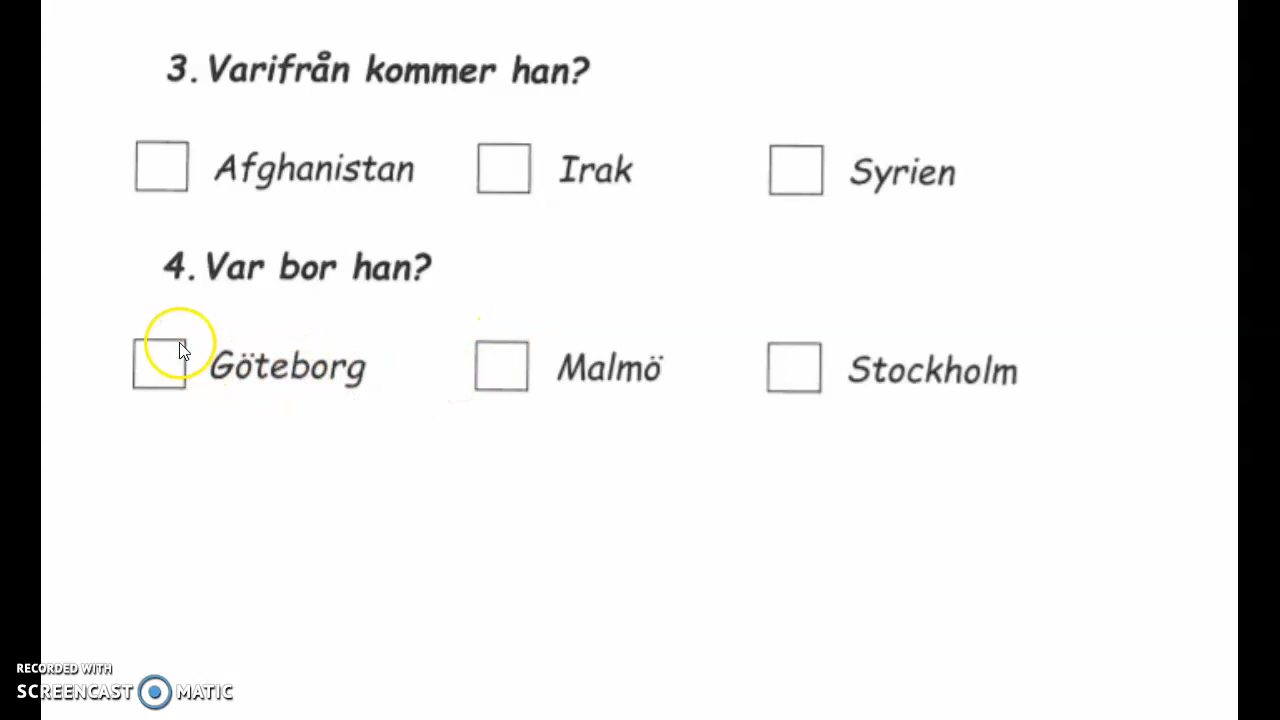 3. Varifrån kommer han?
Afghanistan Irak Syrien
4. Var bor han?
Göteborg Malmö Stockholm
RECORDED WITH
SCREENCAST MATIC